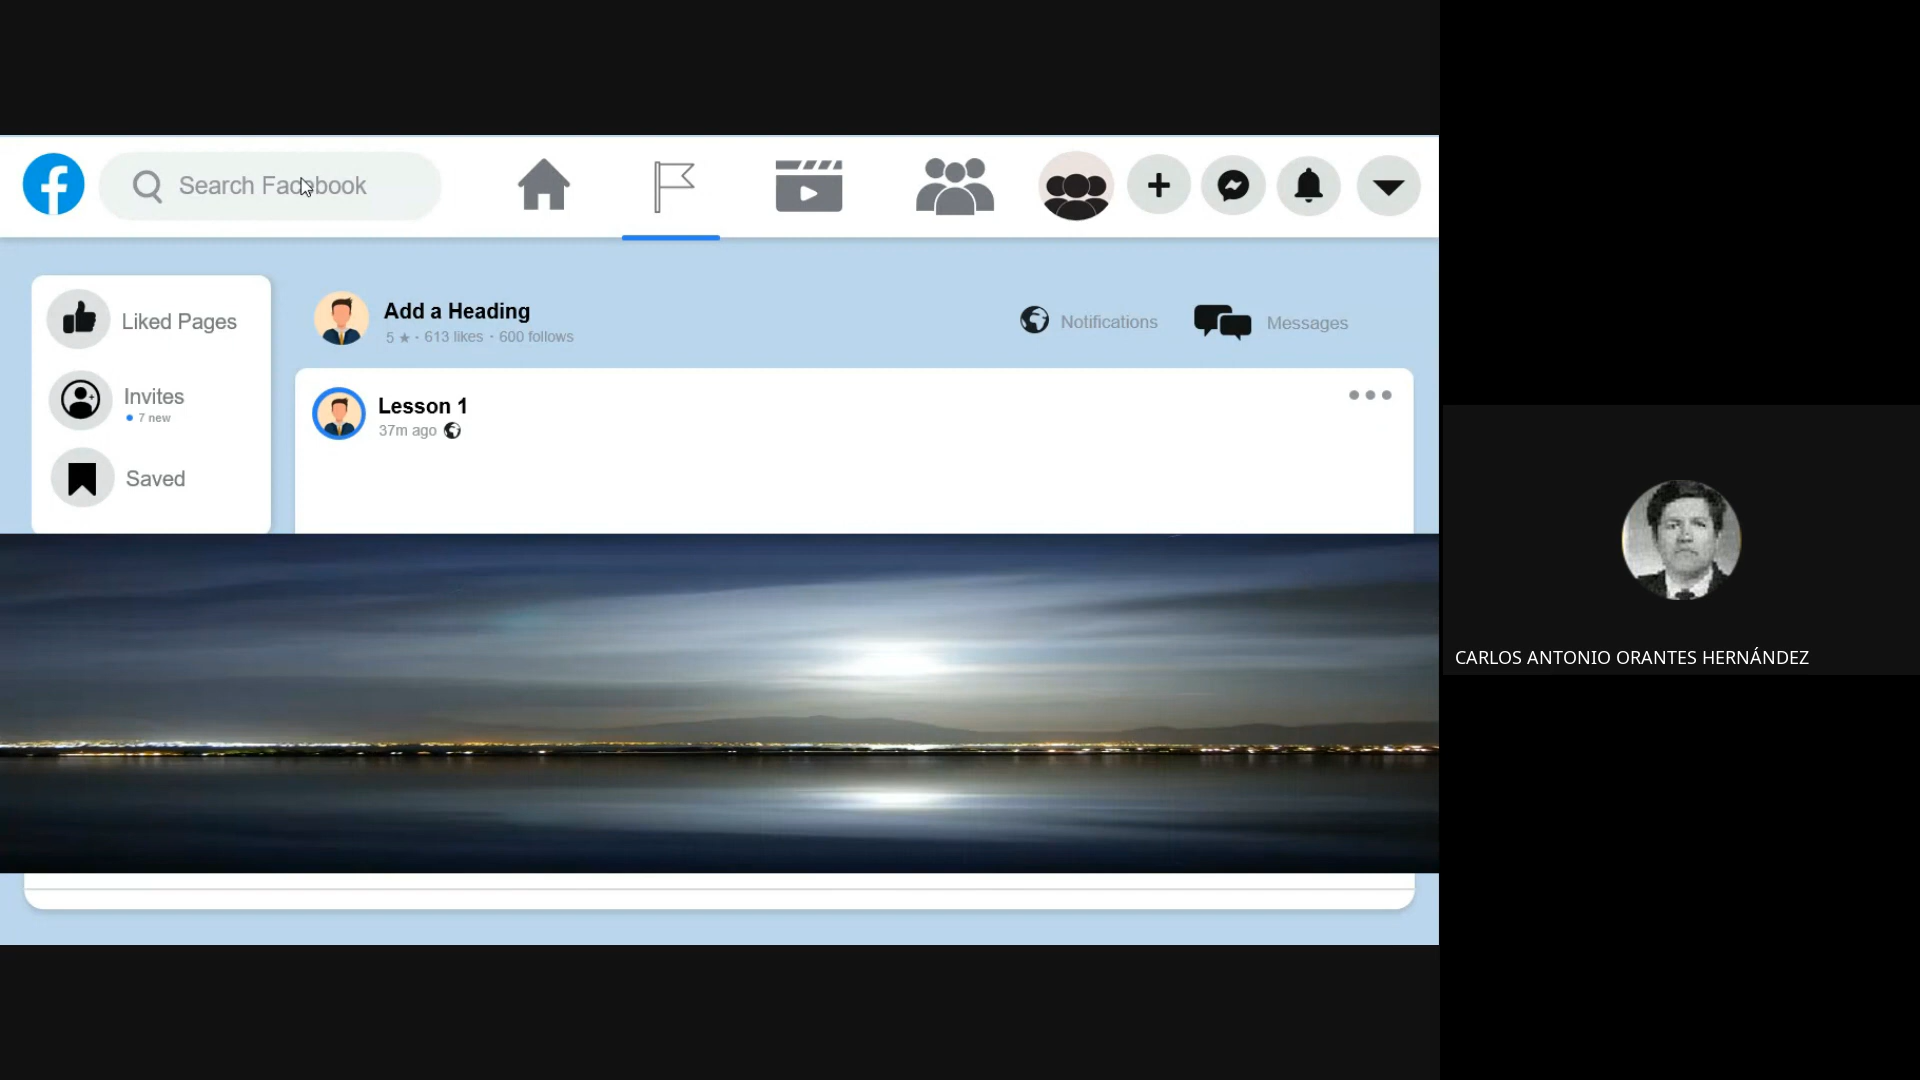 Search Facebook
Liked Pages
Invites
7 new
Saved
Add a Heading
5 ★ · 613 likes · 600 follows
Notifications
Messages
Lesson 1
37m ago
CARLOS ANTONIO ORANTES HERNÁNDEZ